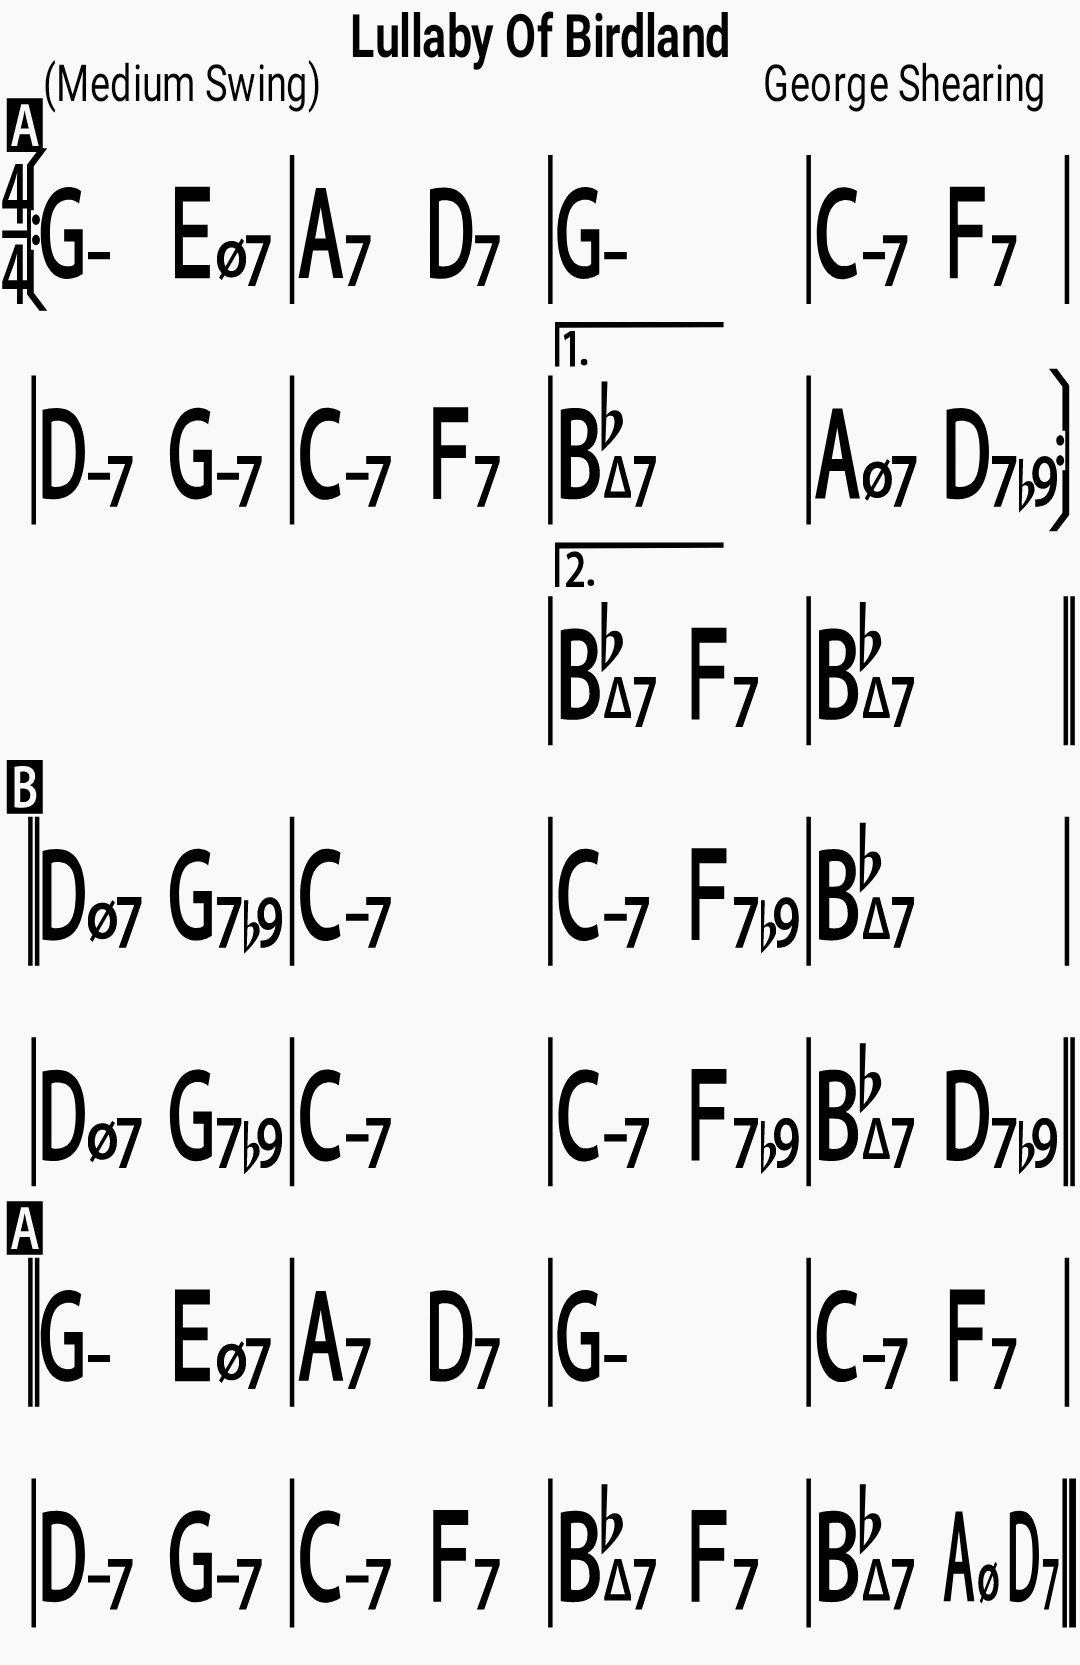 Lullaby Of Birdland
(Medium Swing) George Shearing
A
4/4 G– Eø7 | A7 D7 | G– | C–7 F7 |
1.
D–7 G–7 | C–7 F7 | B♭Δ7 | Aø7 D7♭9
2.
B♭Δ7 F7 | B♭Δ7
B
Dø7 G7♭9 | C–7 | C–7 F7♭9 | B♭Δ7 |
Dø7 G7♭9 | C–7 | C–7 F7♭9 | B♭Δ7 D7♭9
A
G– Eø7 | A7 D7 | G– | C–7 F7 |
D–7 G–7 | C–7 F7 | B♭Δ7 F7 | B♭Δ7 Aø D7